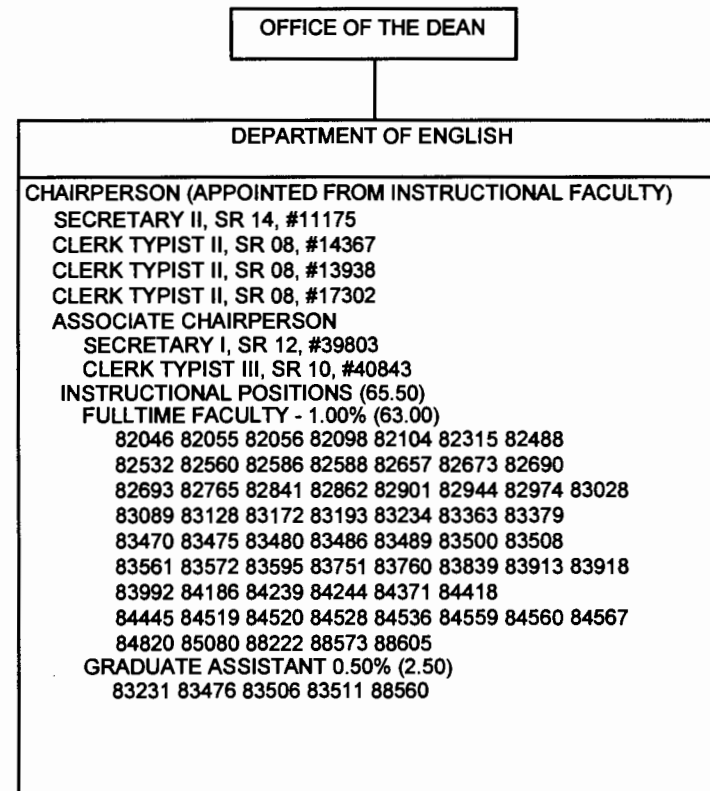 OFFICE OF THE DEAN
DEPARTMENT OF ENGLISH
CHAIRPERSON (APPOINTED FROM INSTRUCTIONAL FACULTY)
SECRETARY II, SR 14, #11175
CLERK TYPIST II, SR 08, #14367
CLERK TYPIST II, SR 08, #13938
CLERK TYPIST II, SR 08, #17302
ASSOCIATE CHAIRPERSON
SECRETARY I, SR 12, #39803
CLERK TYPIST III, SR 10, #40843
INSTRUCTIONAL POSITIONS (65.50)
FULLTIME FACULTY - 1.00% (63.00)
82046 82055 82056 82098 82104 82315 82488
82532 82560 82586 82588 82657 82673 82690
82693 82765 82841 82862 82901 82944 82974 83028
83089 83128 83172 83193 83234 83363 83379
83470 83475 83480 83486 83489 83500 83508
83561 83572 83595 83751 83760 83839 83913 83918
83992 84186 84239 84244 84371 84418
84445 84519 84520 84528 84536 84559 84560 84567
84820 85080 88222 88573 88605
GRADUATE ASSISTANT 0.50% (2.50)
83231 83476 83506 83511 88560